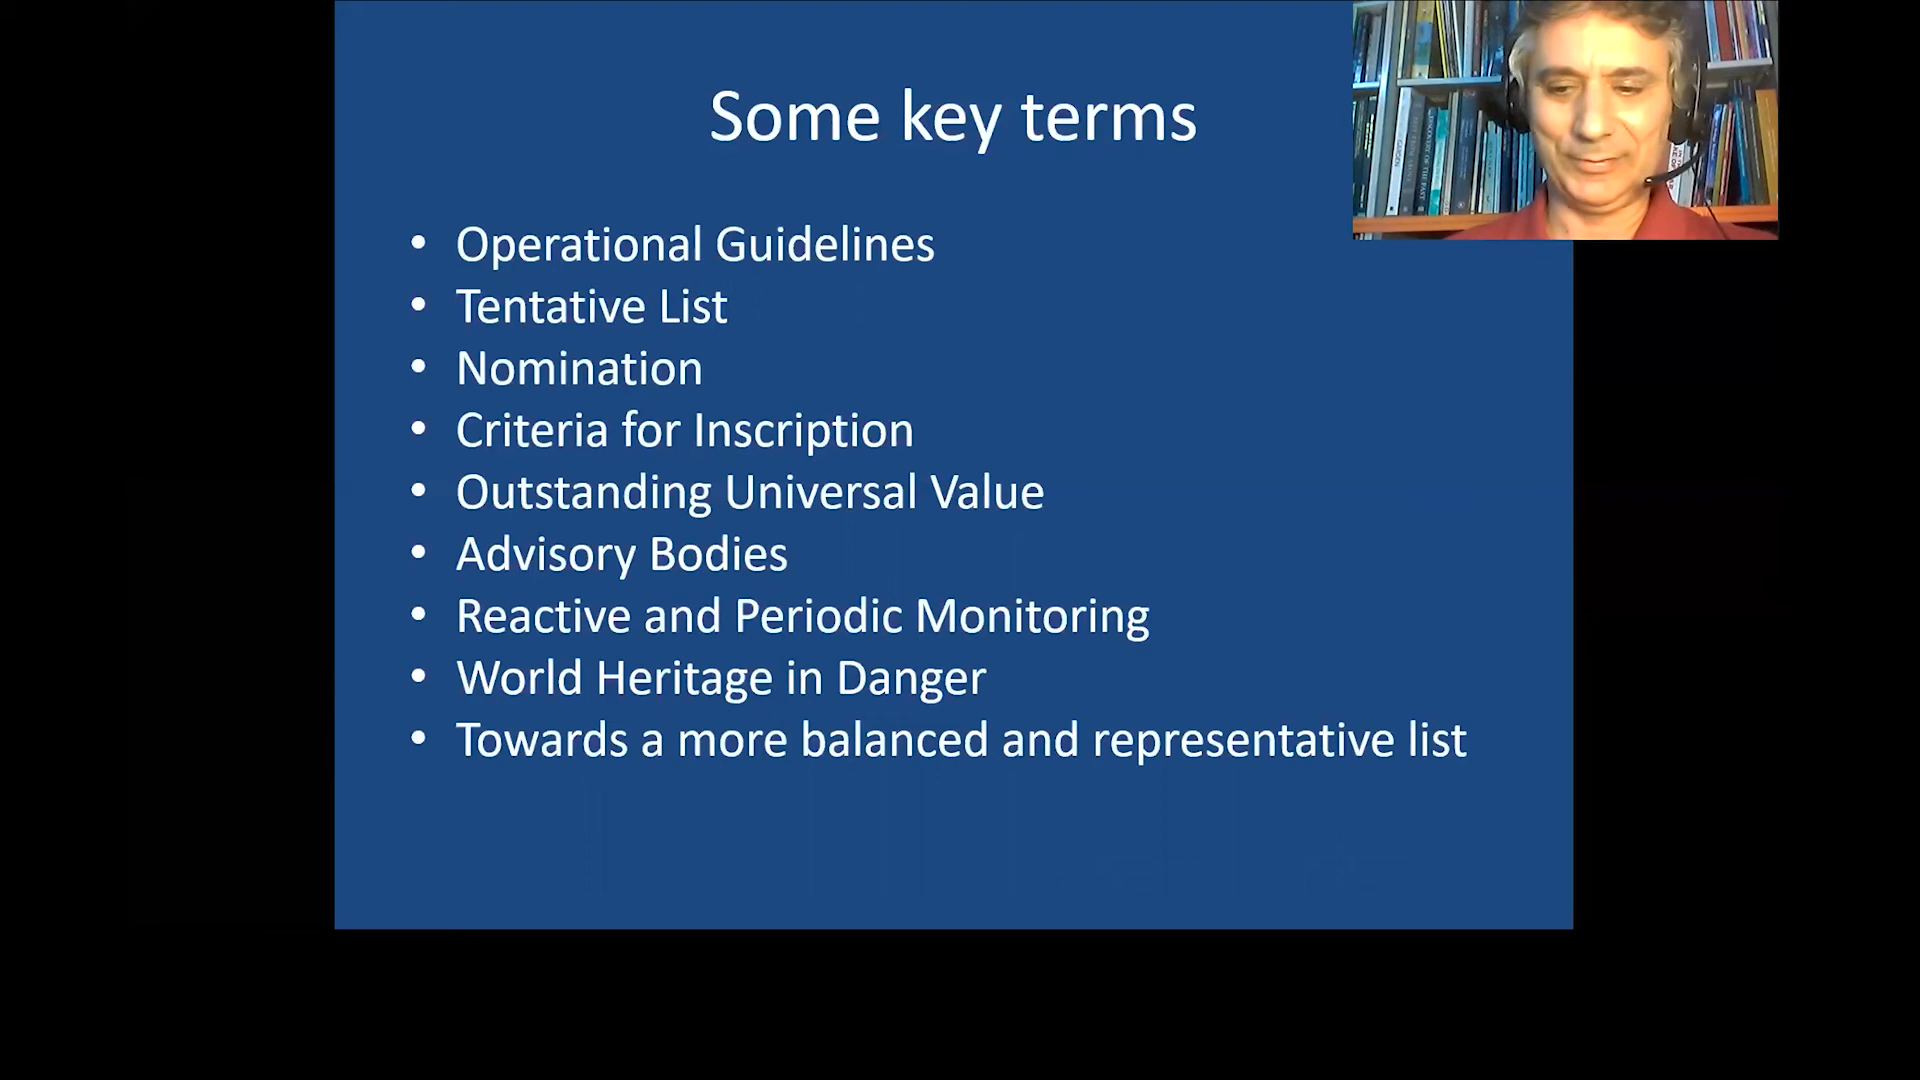 Some key terms
• Operational Guidelines
• Tentative List
• Nomination
• Criteria for Inscription
• Outstanding Universal Value
• Advisory Bodies
• Reactive and Periodic Monitoring
• World Heritage in Danger
• Towards a more balanced and representative list